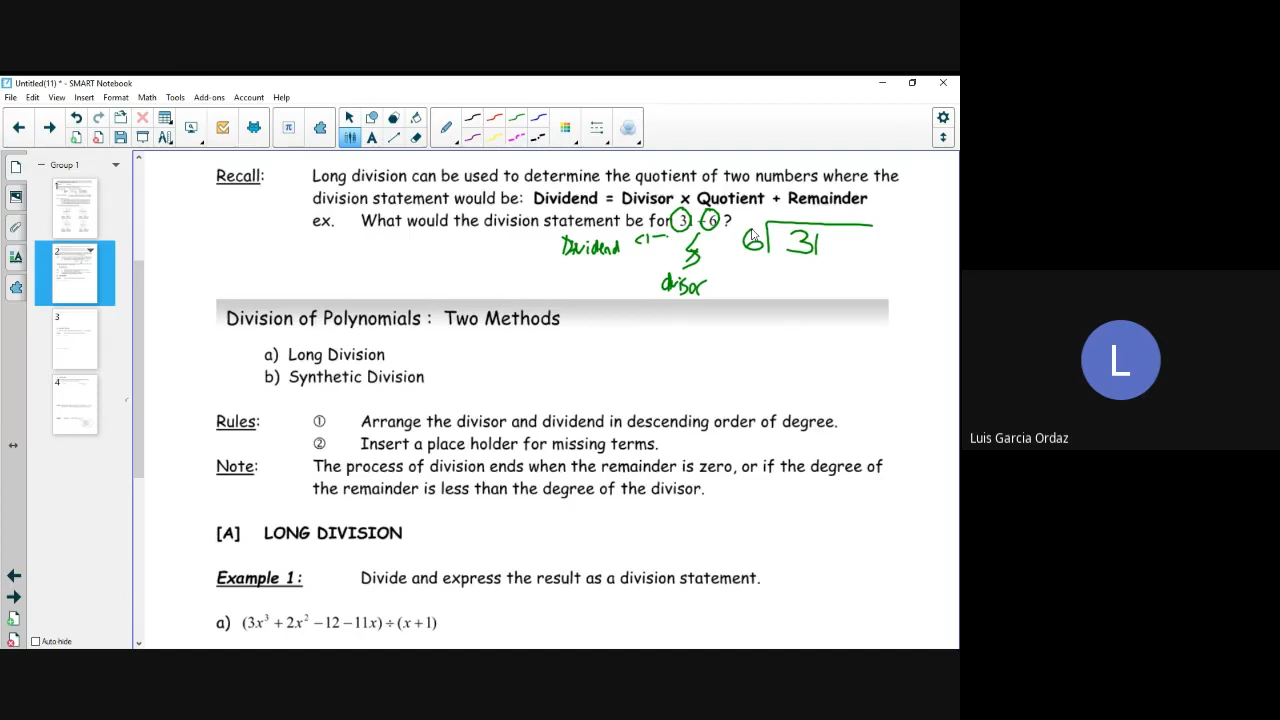 Untitled(11) * - SMART Notebook
File Edit View Insert Format Math Tools Add-ons Account Help
Group 1
Recall: Long division can be used to determine the quotient of two numbers where the
division statement would be: Dividend = Divisor x Quotient + Remainder
ex. What would the division statement be for 31 ÷ 6 ?
Dividend
6 31
divisor
Division of Polynomials : Two Methods
a) Long Division
b) Synthetic Division
Rules: ① Arrange the divisor and dividend in descending order of degree.
② Insert a place holder for missing terms.
Note: The process of division ends when the remainder is zero, or if the degree of
the remainder is less than the degree of the divisor.
[A] LONG DIVISION
Example 1: Divide and express the result as a division statement.
a) (3x³ + 2x² − 12 − 11x) ÷ (x + 1)
2
3
4
Auto-hide
L
Luis Garcia Ordaz